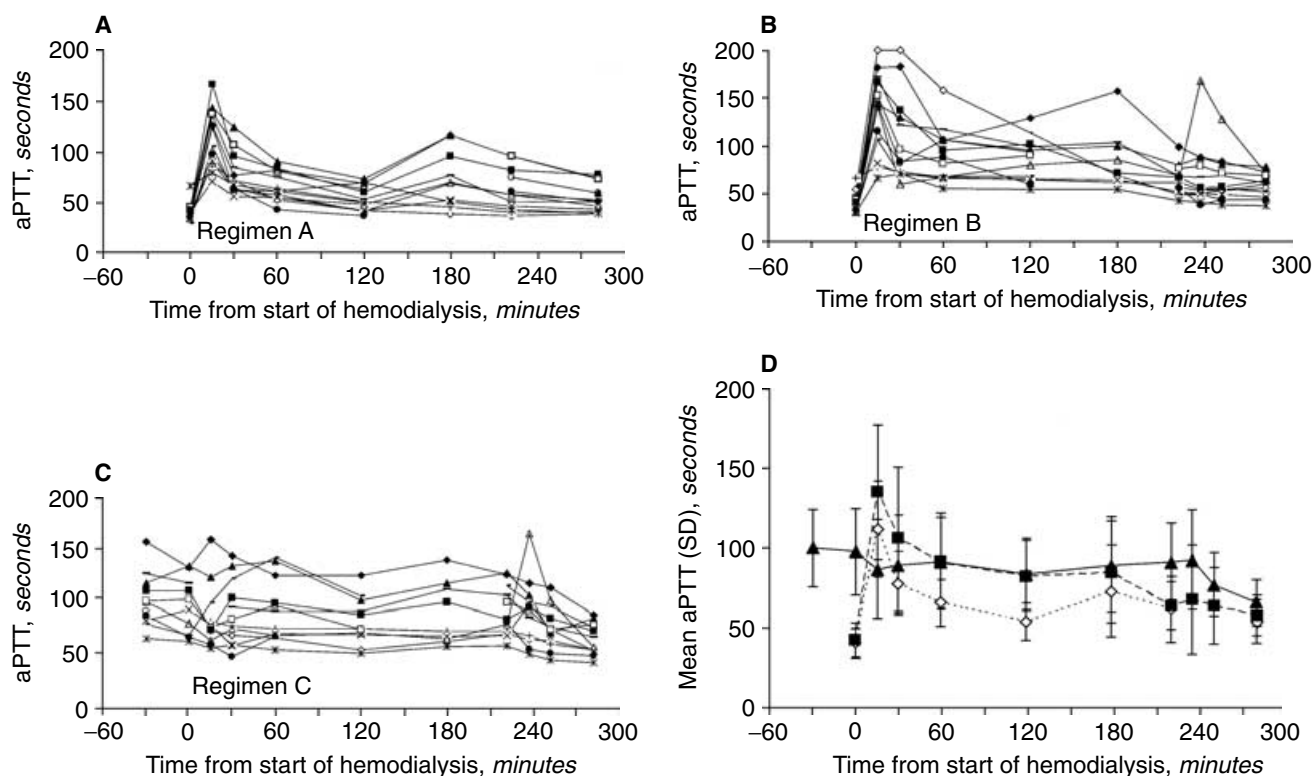 A
200
150
100
50
0
aPTT, seconds
Regimen A
−60 0 60 120 180 240 300
Time from start of hemodialysis, minutes
B
200
150
100
50
0
aPTT, seconds
Regimen B
−60 0 60 120 180 240 300
Time from start of hemodialysis, minutes
C
200
150
100
50
0
aPTT, seconds
Regimen C
−60 0 60 120 180 240 300
Time from start of hemodialysis, minutes
D
200
150
100
50
0
Mean aPTT (SD), seconds
−60 0 60 120 180 240 300
Time from start of hemodialysis, minutes